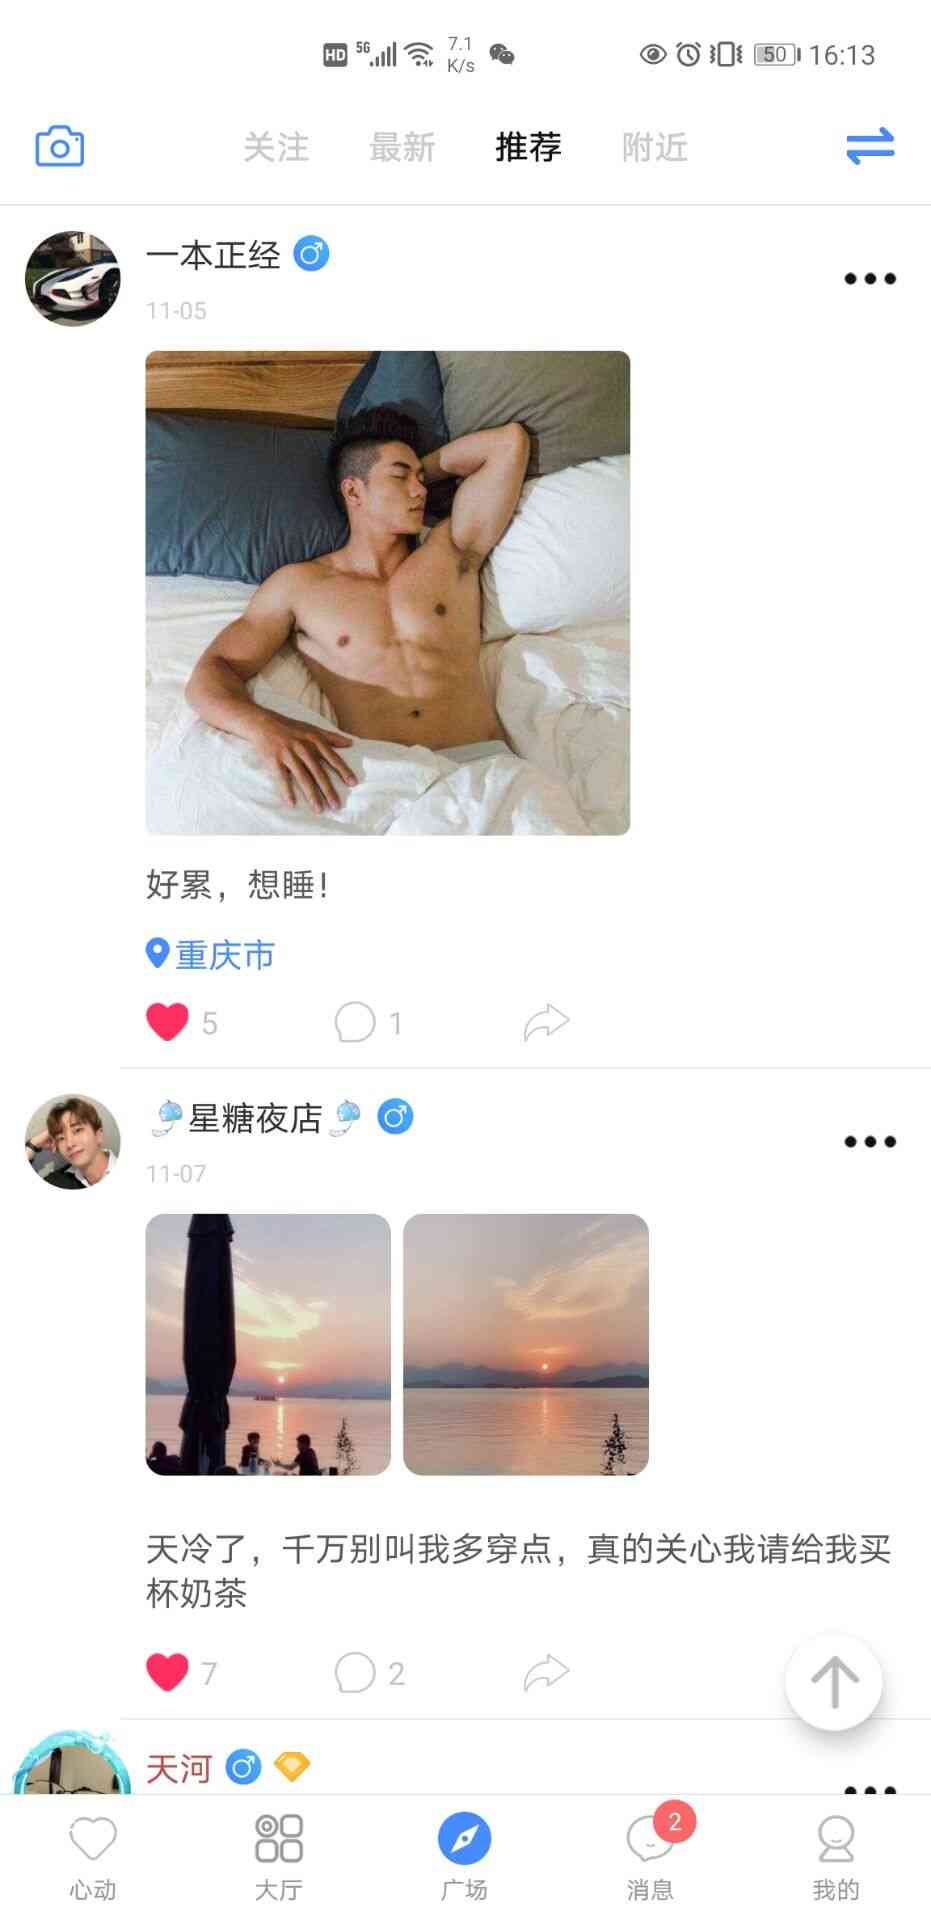 HD 5G 7.1 K/s 50 16:13
关注 最新 推荐 附近
一本正经
11-05
好累，想睡！
重庆市
5 1
星糖夜店
11-07
天冷了，千万别叫我多穿点，真的关心我请给我买
杯奶茶
7 2
天河
2
心动 大厅 广场 消息 我的